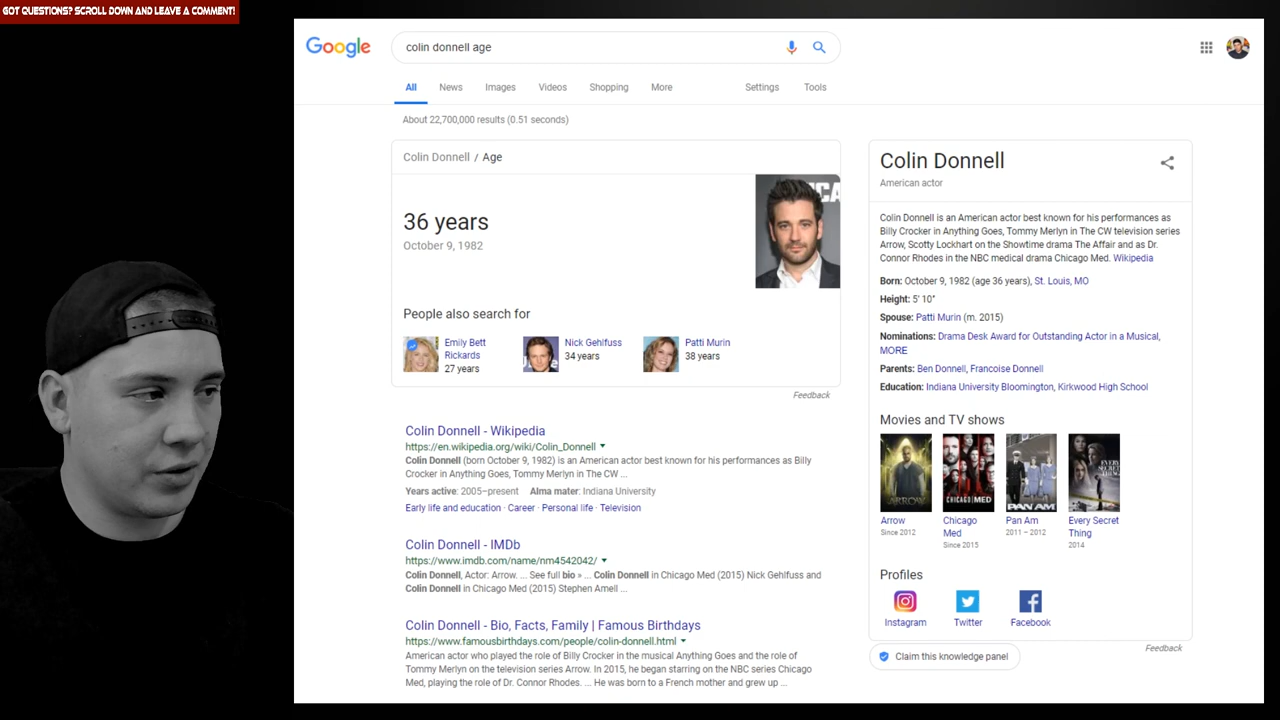 GOT QUESTIONS? SCROLL DOWN AND LEAVE A COMMENT!
Google
colin donnell age
All News Images Videos Shopping More Settings Tools
About 22,700,000 results (0.51 seconds)
Colin Donnell / Age
36 years
October 9, 1982
People also search for
Emily Bett
Rickards
27 years
Nick Gehlfuss
34 years
Patti Murin
38 years
Feedback
Colin Donnell - Wikipedia
https://en.wikipedia.org/wiki/Colin_Donnell
Colin Donnell (born October 9, 1982) is an American actor best known for his performances as Billy
Crocker in Anything Goes, Tommy Merlyn in The CW ...
Years active: 2005–present Alma mater: Indiana University
Early life and education · Career · Personal life · Television
Colin Donnell - IMDb
https://www.imdb.com/name/nm4542042/
Colin Donnell, Actor: Arrow. ... See full bio » ... Colin Donnell in Chicago Med (2015) Nick Gehlfuss and
Colin Donnell in Chicago Med (2015) Stephen Amell ...
Colin Donnell - Bio, Facts, Family | Famous Birthdays
https://www.famousbirthdays.com/people/colin-donnell.html
American actor who played the role of Billy Crocker in the musical Anything Goes and the role of
Tommy Merlyn on the television series Arrow. In 2015, he began starring on the NBC series Chicago
Med, playing the role of Dr. Connor Rhodes. ... He was born to a French mother and grew up ...
Colin Donnell
American actor
Colin Donnell is an American actor best known for his performances as
Billy Crocker in Anything Goes, Tommy Merlyn in The CW television series
Arrow, Scotty Lockhart on the Showtime drama The Affair and as Dr.
Connor Rhodes in the NBC medical drama Chicago Med. Wikipedia
Born: October 9, 1982 (age 36 years), St. Louis, MO
Height: 5′ 10″
Spouse: Patti Murin (m. 2015)
Nominations: Drama Desk Award for Outstanding Actor in a Musical,
MORE
Parents: Ben Donnell, Francoise Donnell
Education: Indiana University Bloomington, Kirkwood High School
Movies and TV shows
ARROW
CHICAGO MED
PAN AM
EVERY
SECRET
THING
Arrow
Since 2012
Chicago
Med
Since 2015
Pan Am
2011 – 2012
Every Secret
Thing
2014
Profiles
Instagram Twitter Facebook
Claim this knowledge panel
Feedback